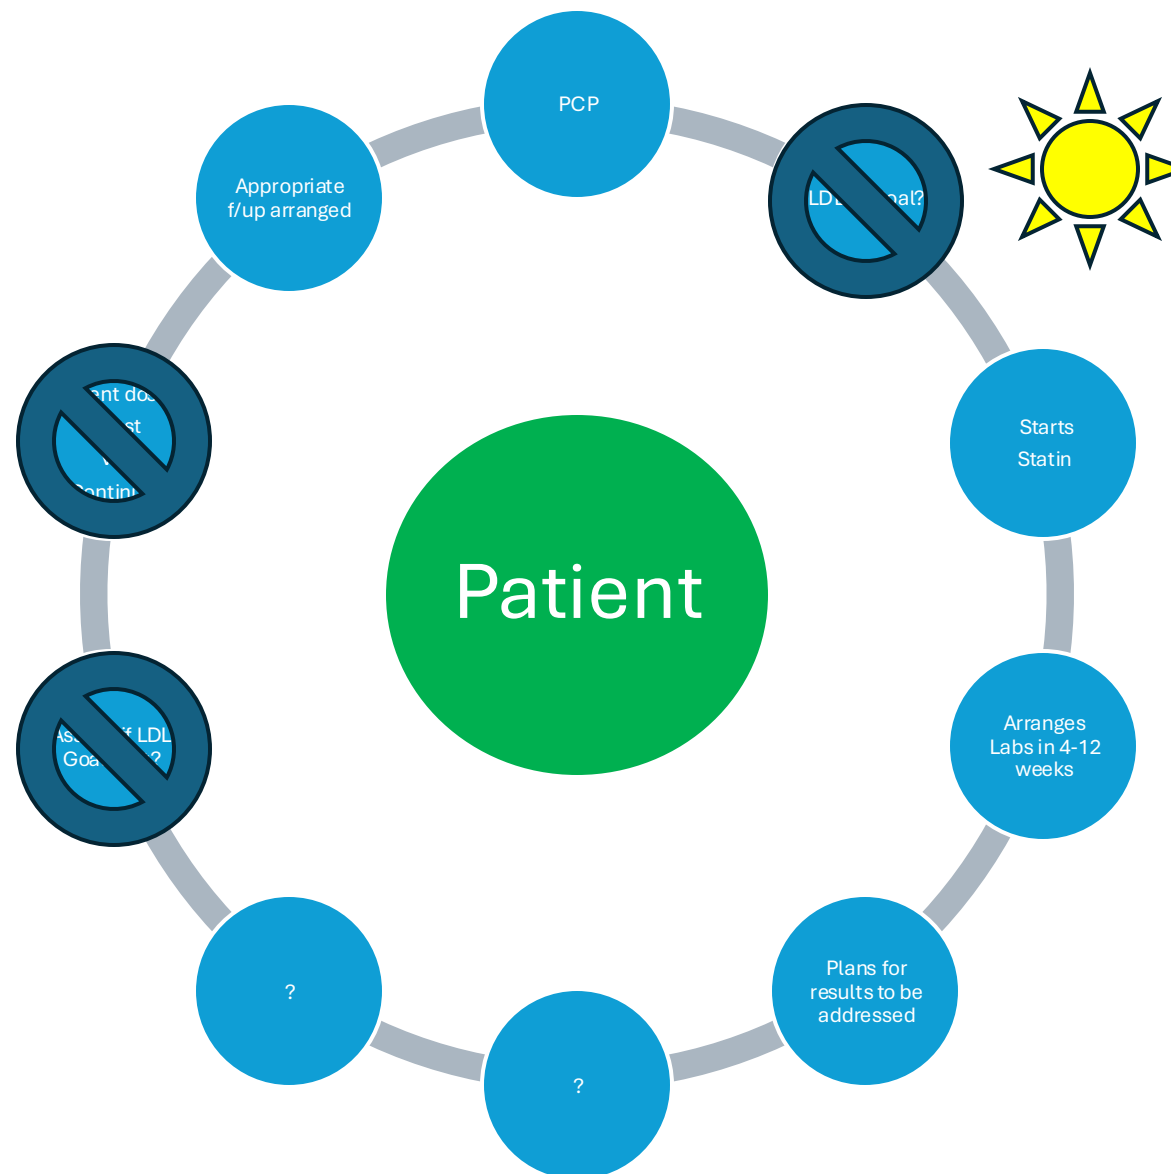 PCP
Appropriate
f/up arranged
Starts
Statin
Patient
Arranges
Labs in 4-12
weeks
LDL
Plans for
results to be
addressed
?
?